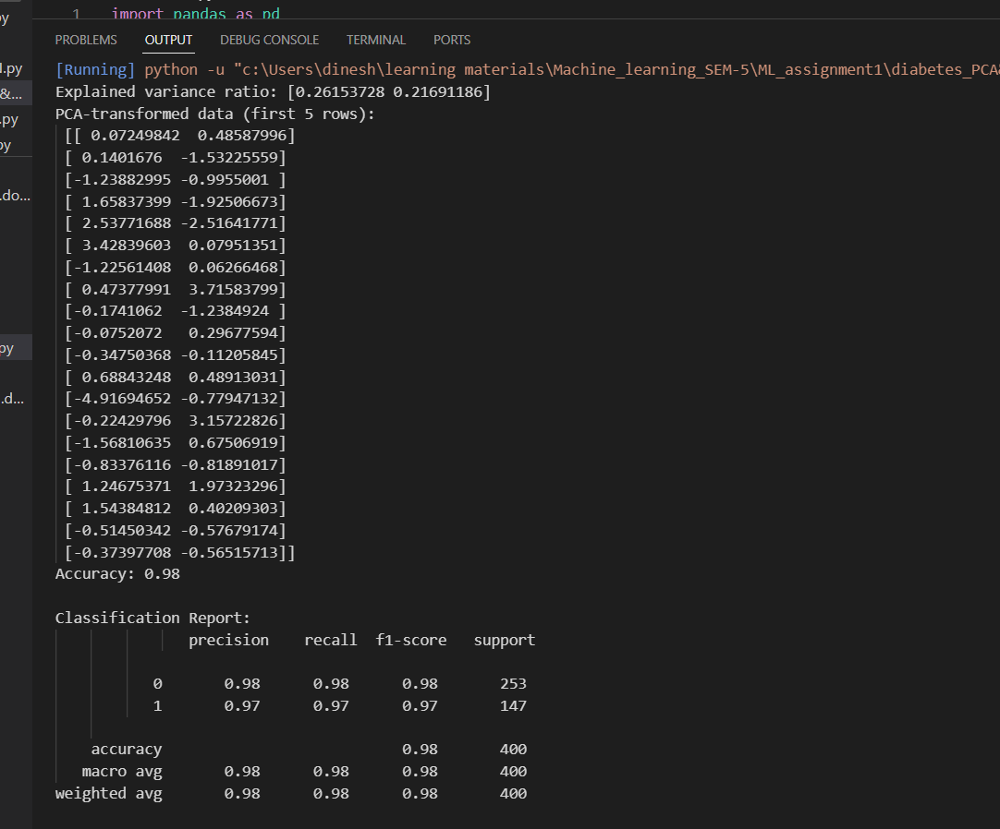 py
1 import pandas as pd
PROBLEMS OUTPUT DEBUG CONSOLE TERMINAL PORTS
l.py
[Running] python -u "c:\Users\dinesh\learning materials\Machine_learning_SEM-5\ML_assignment1\diabetes_PCA&
&...
Explained variance ratio: [0.26153728 0.21691186]
.py
PCA-transformed data (first 5 rows):
py
[[ 0.07249842  0.48587996]
[ 0.1401676  -1.53225559]
[-1.23882995 -0.9955001 ]
.do...
[ 1.65837399 -1.92506673]
[ 2.53771688 -2.51641771]
[ 3.42839603  0.07951351]
[-1.22561408  0.06266468]
[ 0.47377991  3.71583799]
[-0.1741062  -1.2384924 ]
[-0.0752072   0.29677594]
py
[-0.34750368 -0.11205845]
[ 0.68843248  0.48913031]
.d...
[-4.91694652 -0.77947132]
[-0.22429796  3.15722826]
[-1.56810635  0.67506919]
[-0.83376116 -0.81891017]
[ 1.24675371  1.97323296]
[ 1.54384812  0.40209303]
[-0.51450342 -0.57679174]
[-0.37397708 -0.56515713]]
Accuracy: 0.98
Classification Report:
precision    recall  f1-score   support
0       0.98      0.98      0.98       253
1       0.97      0.97      0.97       147
accuracy                           0.98       400
macro avg       0.98      0.98      0.98       400
weighted avg       0.98      0.98      0.98       400